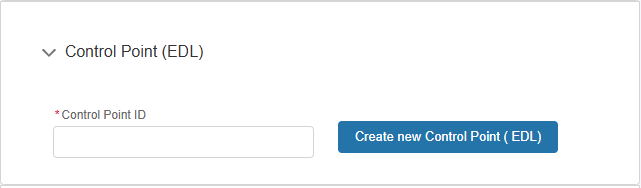 Control Point (EDL)
* Control Point ID
Create new Control Point ( EDL)